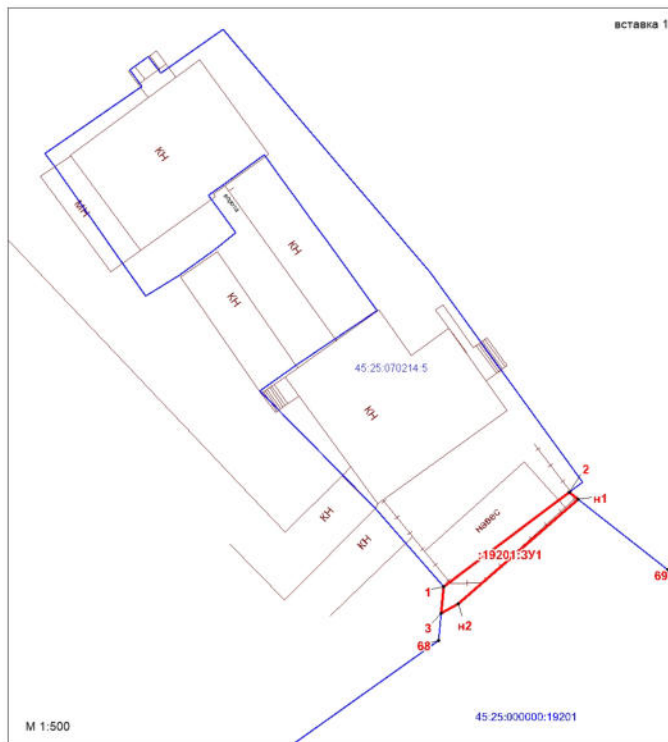 вставка 1
КН
МН
арка
КН
КН
45:25:070214:5
КН
2
н1
навес
КН
КН
:19201:ЗУ1
69
1
н2
3
68
45:25:000000:19201
М 1:500